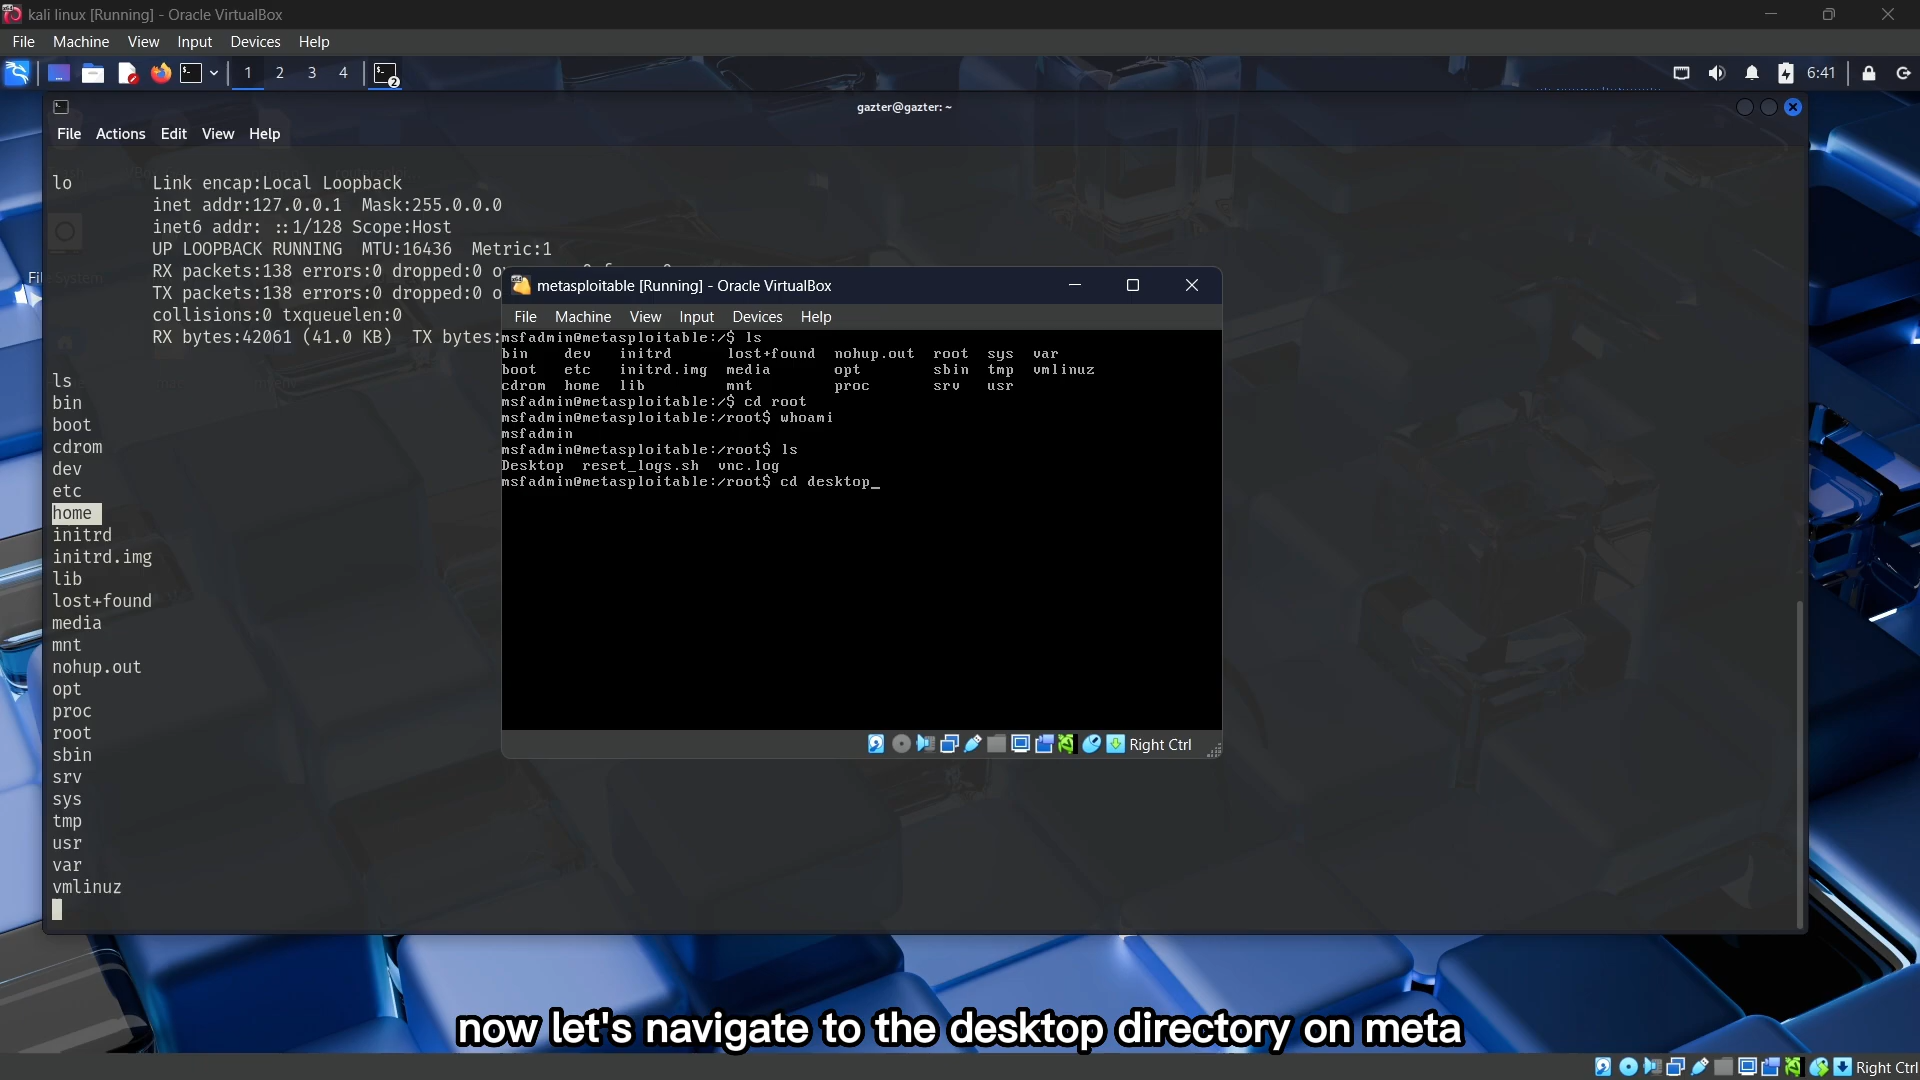 kali linux [Running] - Oracle VirtualBox
File Machine View Input Devices Help
1 2 3 4 2 6:41
gazter@gazter: ~
File Actions Edit View Help
lo Link encap:Local Loopback
inet addr:127.0.0.1 Mask:255.0.0.0
inet6 addr: ::1/128 Scope:Host
UP LOOPBACK RUNNING MTU:16436 Metric:1
RX packets:138 errors:0 dropped:0
TX packets:138 errors:0 dropped:0
collisions:0 txqueuelen:0
RX bytes:42061 (41.0 KB) TX bytes:
File System
ls
bin
boot
cdrom
dev
etc
home
initrd
initrd.img
lib
lost+found
media
mnt
nohup.out
opt
proc
root
sbin
srv
sys
tmp
usr
var
vmlinuz
metasploitable [Running] - Oracle VirtualBox
File Machine View Input Devices Help
msfadmin@metasploitable:/$ ls
bin dev initrd lost+found nohup.out root sys var
boot etc initrd.img media opt sbin tmp vmlinuz
cdrom home lib mnt proc srv usr
msfadmin@metasploitable:/$ cd root
msfadmin@metasploitable:/root$ whoami
msfadmin
msfadmin@metasploitable:/root$ ls
Desktop reset_logs.sh vnc.log
msfadmin@metasploitable:/root$ cd desktop_
Right Ctrl
now let's navigate to the desktop directory on meta
Right Ctrl